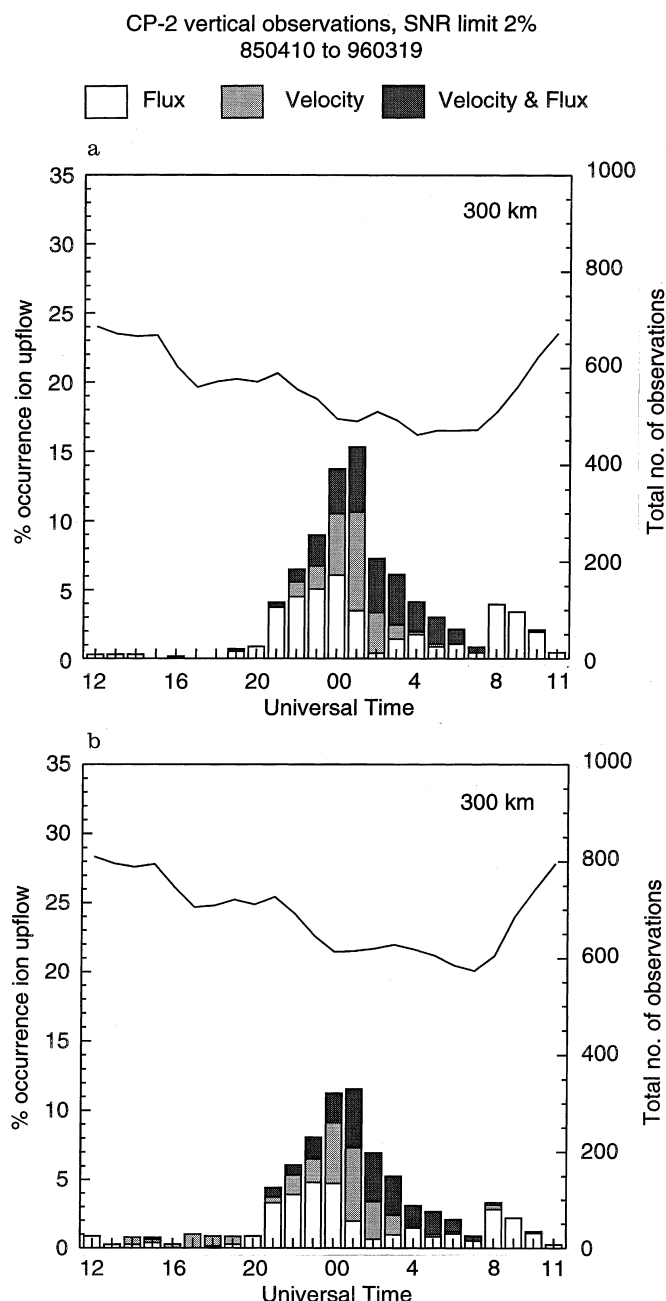 CP-2 vertical observations, SNR limit 2%
850410 to 960319
Flux Velocity Velocity & Flux
a
300 km
% occurrence ion upflow
35
30
25
20
15
10
5
0
Total no. of observations
1000
800
600
400
200
0
12 16 20 00 4 8 11
Universal Time
b
300 km
% occurrence ion upflow
35
30
25
20
15
10
5
0
Total no. of observations
1000
800
600
400
200
0
12 16 20 00 4 8 11
Universal Time